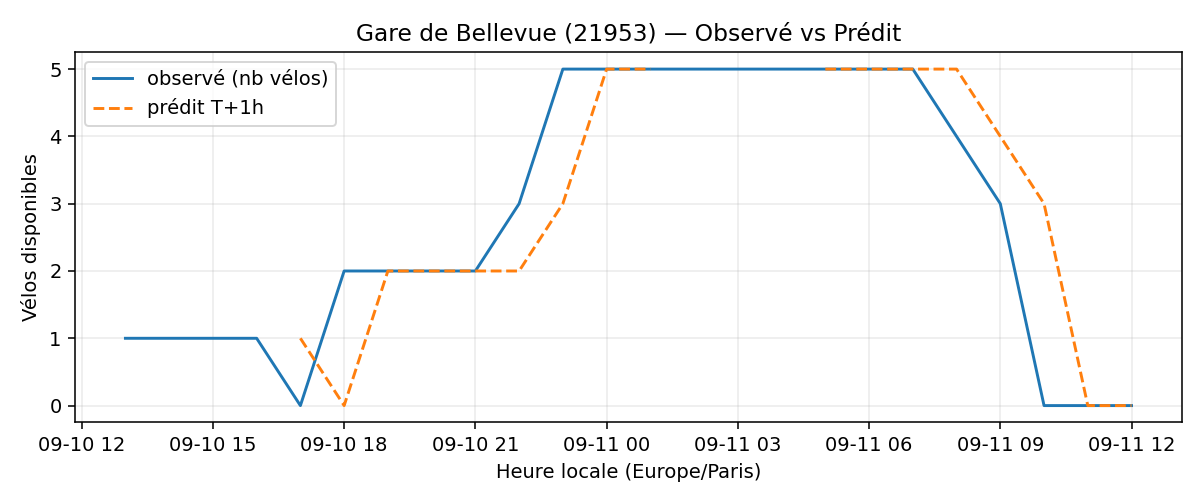 Gare de Bellevue (21953) — Observé vs Prédit
observé (nb vélos)
prédit T+1h
Vélos disponibles
5
4
3
2
1
0
09-10 12 09-10 15 09-10 18 09-10 21 09-11 00 09-11 03 09-11 06 09-11 09 09-11 12
Heure locale (Europe/Paris)